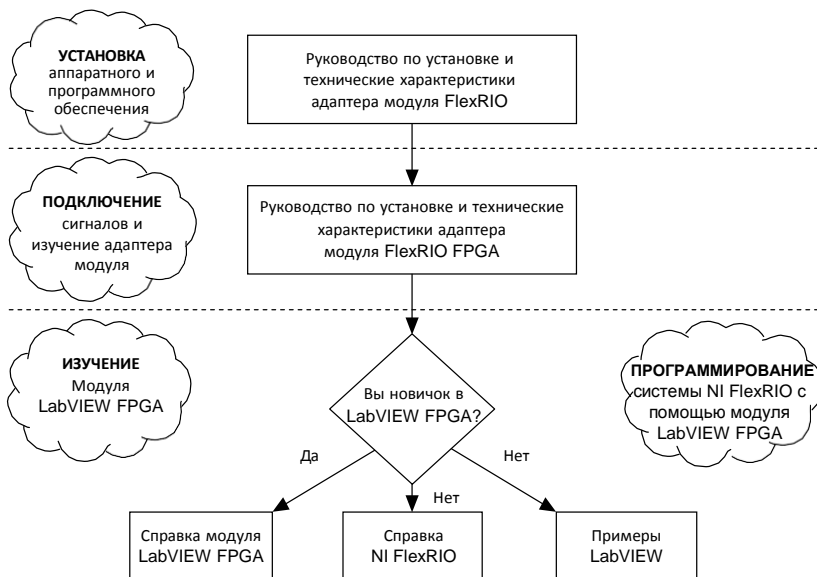 УСТАНОВКА
аппаратного и
программного
обеспечения
Руководство по установке и
технические характеристики
адаптера модуля FlexRIO
ПОДКЛЮЧЕНИЕ
сигналов и
изучение адаптера
модуля
Руководство по установке и технические
характеристики адаптера
модуля FlexRIO FPGA
ИЗУЧЕНИЕ
Модуля
LabVIEW FPGA
Вы новичок в
LabVIEW FPGA?
ПРОГРАММИРОВАНИЕ
системы NI FlexRIO с
помощью модуля
LabVIEW FPGA
Да
Нет
Нет
Справка модуля
LabVIEW FPGA
Справка
NI FlexRIO
Примеры
LabVIEW